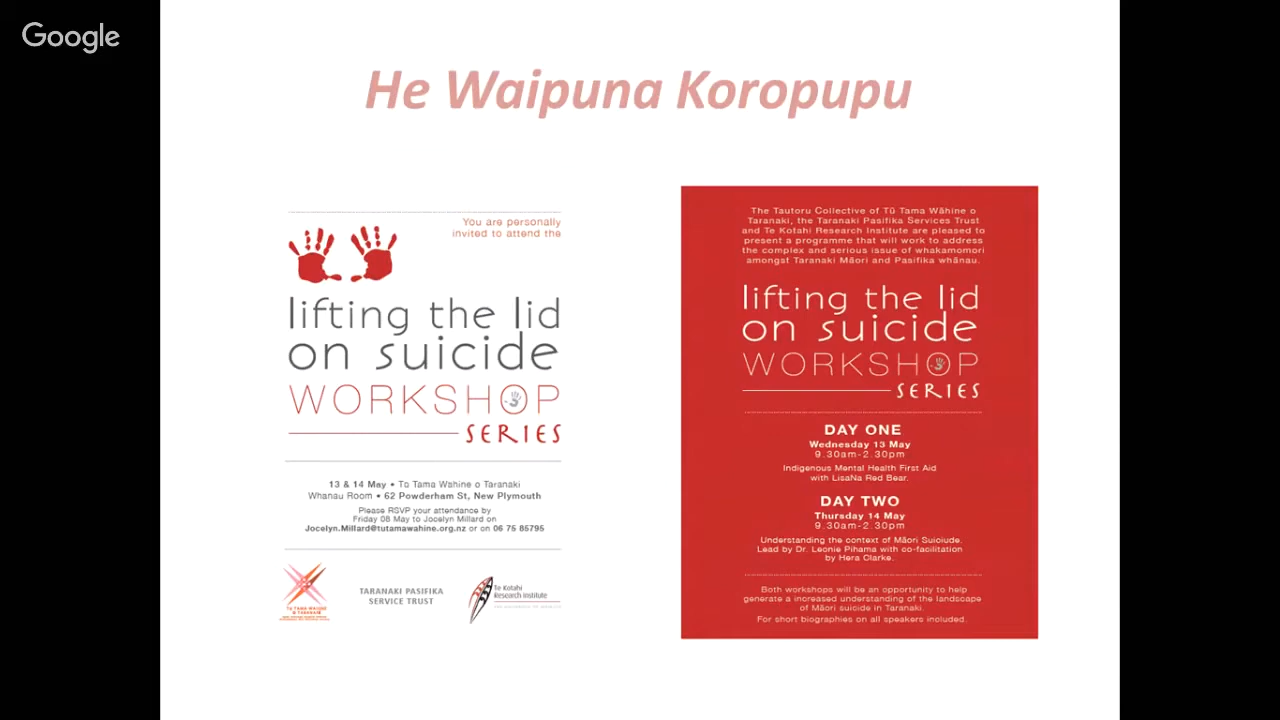 Google
He Waipuna Koropupu
You are personally
invited to attend the
lifting the lid
on suicide
WORKSHOP
SERIES
13 & 14 May • Tū Tama Wahine o Taranaki
Whanau Room • 62 Powderham St, New Plymouth
Please RSVP your attendance by
Friday 08 May to Jocelyn Millard on
Jocelyn.Millard@tutamawahine.org.nz or on 06 75 85795
TU TAMA WAHINE
O TARANAKI
TARANAKI PASIFIKA
SERVICE TRUST
Te Kotahi
Research Institute
The Tautoru Collective of Tū Tama Wāhine o
Taranaki, the Taranaki Pasifika Services Trust
and Te Kotahi Research Institute are pleased to
present a programme that will work to address
the complex and serious issue of whakamomori
amongst Taranaki Māori and Pasifika whānau.
lifting the lid
on suicide
WORKSHOP
SERIES
DAY ONE
Wednesday 13 May
9.30am-2.30pm
Indigenous Mental Health First Aid
with LisaNa Red Bear.
DAY TWO
Thursday 14 May
9.30am-2.30pm
Understanding the context of Māori Suiciude.
Lead by Dr. Leonie Pihama with co-facilitation
by Hera Clarke.
Both workshops will be an opportunity to help
generate a increased understanding of the landscape
of Māori suicide in Taranaki.
For short biographies on all speakers included.